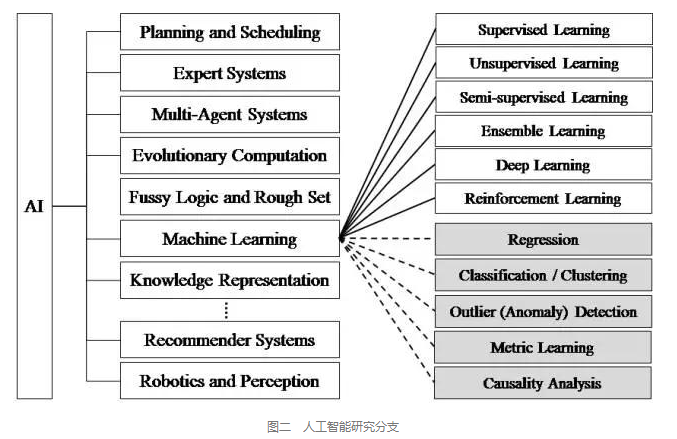 AI
Planning and Scheduling
Expert Systems
Multi-Agent Systems
Evolutionary Computation
Fussy Logic and Rough Set
Machine Learning
Knowledge Representation
Recommender Systems
Robotics and Perception
Supervised Learning
Unsupervised Learning
Semi-supervised Learning
Ensemble Learning
Deep Learning
Reinforcement Learning
Regression
Classification / Clustering
Outlier (Anomaly) Detection
Metric Learning
Causality Analysis
图二 人工智能研究分支